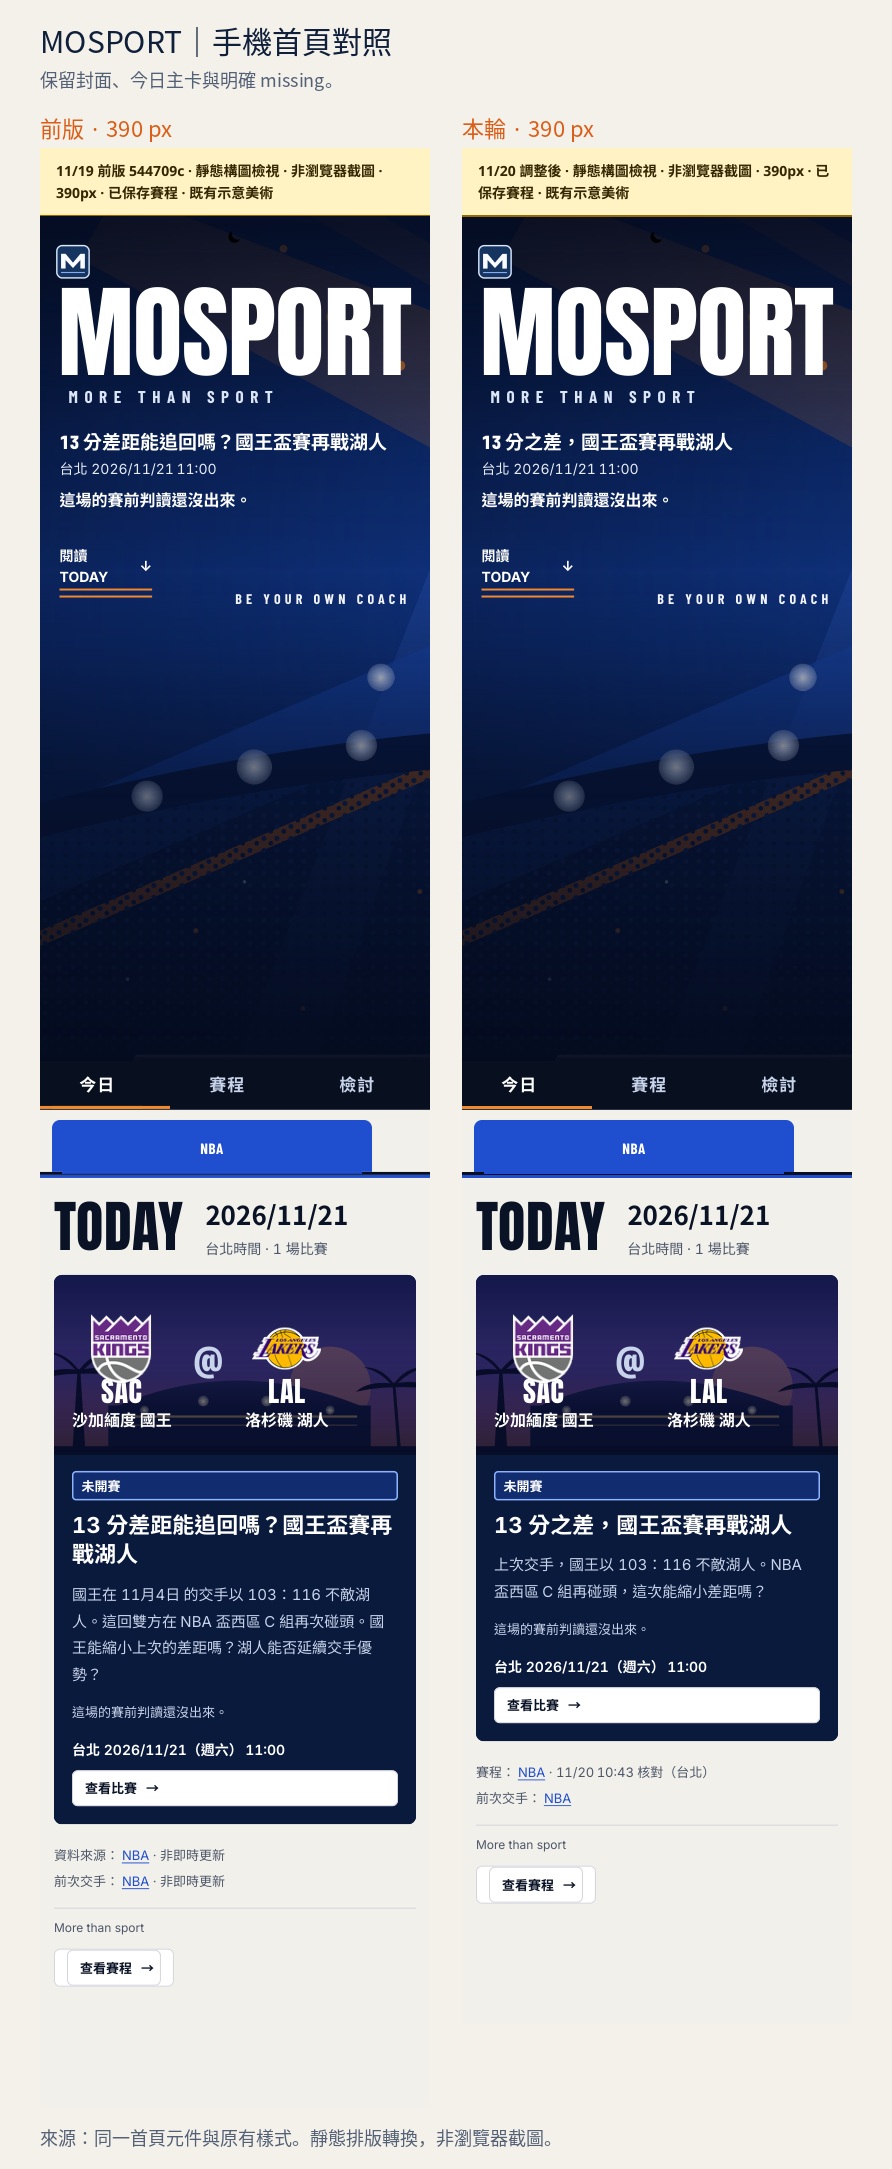 MOSPORT｜手機首頁對照
保留封面、今日主卡與明確 missing。
前版 · 390 px
11/19 前版 544709c · 靜態構圖檢視 · 非瀏覽器截圖 ·
390px · 已保存賽程 · 既有示意美術
M
MOSPORT
MORE THAN SPORT
13 分差距能追回嗎？國王盃賽再戰湖人
台北 2026/11/21 11:00
這場的賽前判讀還沒出來。
閱讀
TODAY ↓
BE YOUR OWN COACH
今日 賽程 檢討
NBA
TODAY 2026/11/21
台北時間 · 1 場比賽
SACRAMENTO
KINGS
@
LOS ANGELES
LAKERS
SAC LAL
沙加緬度 國王 洛杉磯 湖人
未開賽
13 分差距能追回嗎？國王盃賽再
戰湖人
國王在 11月4日 的交手以 103：116 不敵湖
人。這回雙方在 NBA 盃西區 C 組再次碰頭。國
王能縮小上次的差距嗎？湖人能否延續交手優
勢？
這場的賽前判讀還沒出來。
台北 2026/11/21（週六） 11:00
查看比賽 →
資料來源： NBA · 非即時更新
前次交手： NBA · 非即時更新
More than sport
查看賽程 →
本輪 · 390 px
11/20 調整後 · 靜態構圖檢視 · 非瀏覽器截圖 · 390px · 已
保存賽程 · 既有示意美術
M
MOSPORT
MORE THAN SPORT
13 分之差，國王盃賽再戰湖人
台北 2026/11/21 11:00
這場的賽前判讀還沒出來。
閱讀
TODAY ↓
BE YOUR OWN COACH
今日 賽程 檢討
NBA
TODAY 2026/11/21
台北時間 · 1 場比賽
SACRAMENTO
KINGS
@
LOS ANGELES
LAKERS
SAC LAL
沙加緬度 國王 洛杉磯 湖人
未開賽
13 分之差，國王盃賽再戰湖人
上次交手，國王以 103：116 不敵湖人。NBA
盃西區 C 組再碰頭，這次能縮小差距嗎？
這場的賽前判讀還沒出來。
台北 2026/11/21（週六） 11:00
查看比賽 →
賽程： NBA · 11/20 10:43 核對（台北）
前次交手： NBA
More than sport
查看賽程 →
來源：同一首頁元件與原有樣式。靜態排版轉換，非瀏覽器截圖。